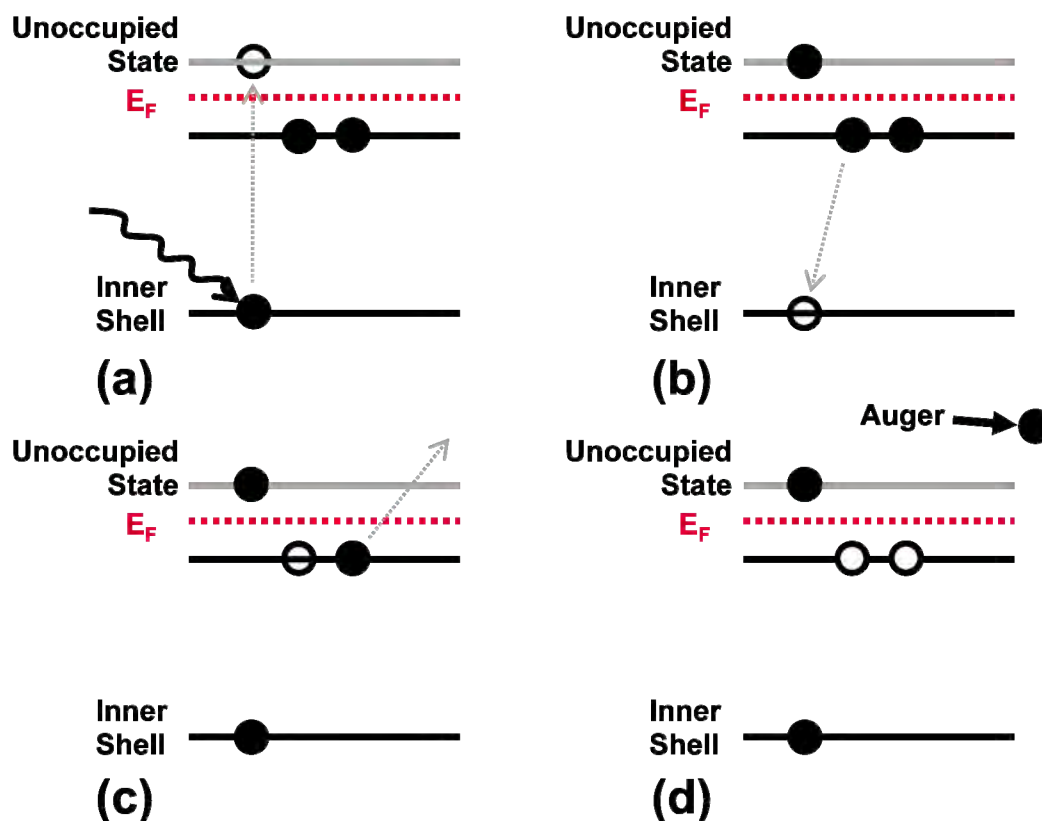 Unoccupied
State
E_F
Inner
Shell
(a)
Unoccupied
State
E_F
Inner
Shell
(b)
Unoccupied
State
E_F
Inner
Shell
(c)
Auger
Unoccupied
State
E_F
Inner
Shell
(d)